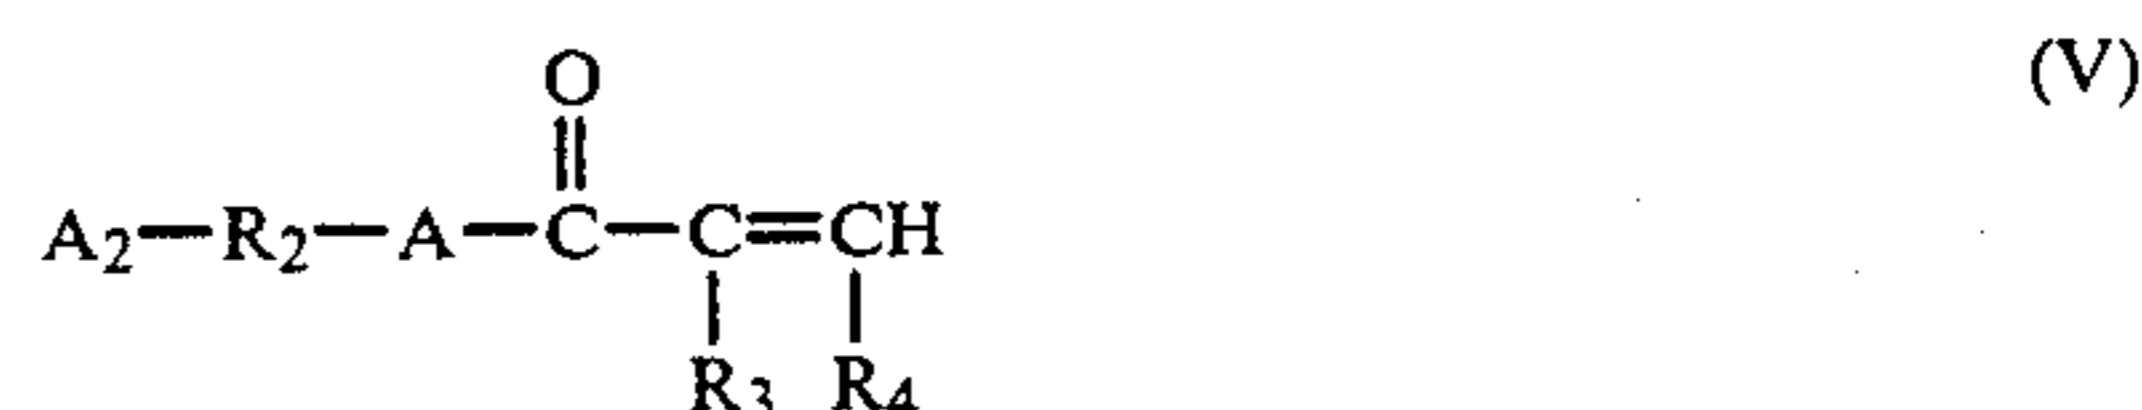 O (V)
A2—R2—A—C—C=CH
R3 R4